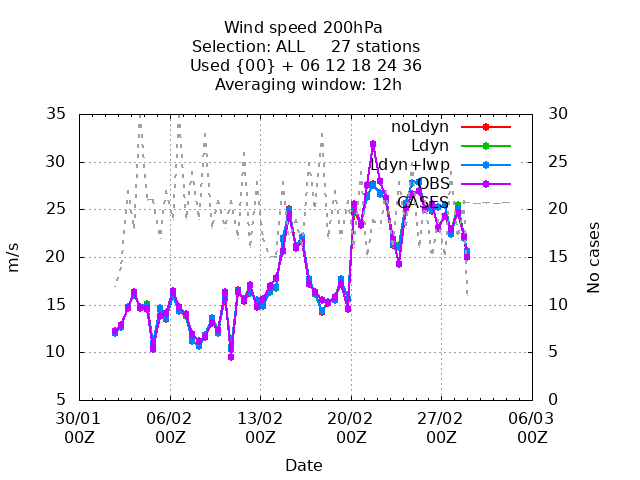 Wind speed 200hPa
Selection: ALL 27 stations
Used {00} + 06 12 18 24 36
Averaging window: 12h
35
30
25
20
15
10
5
30
25
20
15
10
5
0
m/s
No cases
noLdyn
Ldyn
Ldyn+lwp
OBS
CASES
30/01 06/02 13/02 20/02 27/02 06/03
00Z 00Z 00Z 00Z 00Z 00Z
Date